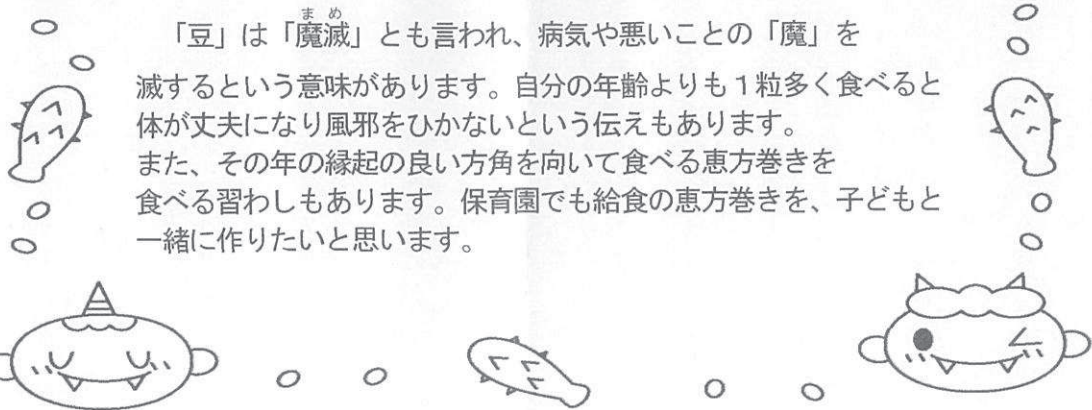 「豆」は「魔滅」とも言われ、病気や悪いことの「魔」を
滅するという意味があります。自分の年齢よりも1粒多く食べると
体が丈夫になり風邪をひかないという伝えもあります。
また、その年の縁起の良い方角を向いて食べる恵方巻きを
食べる習わしもあります。保育園でも給食の恵方巻きを、子どもと
一緒に作りたいと思います。